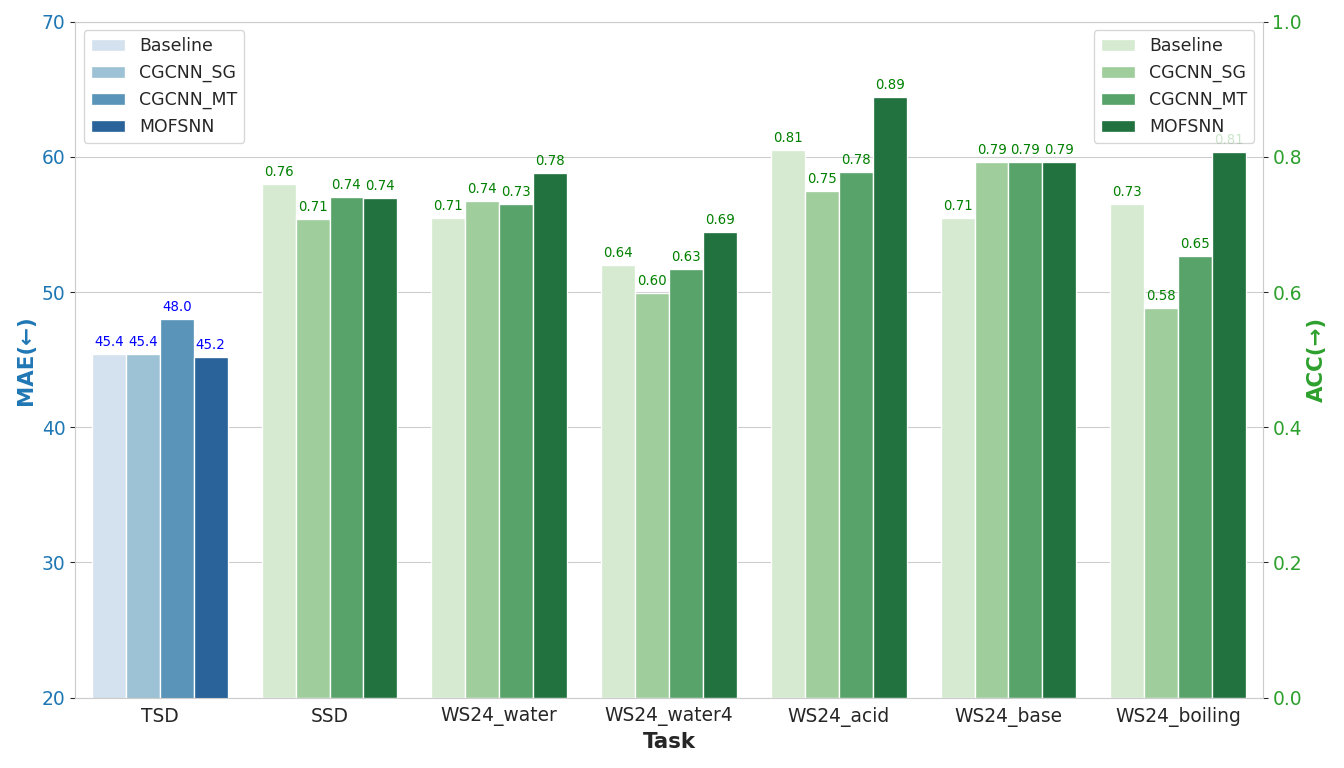 70
60
50
40
30
20
MAE(←)
Baseline
CGCNN_SG
CGCNN_MT
MOFSNN
Baseline
CGCNN_SG
CGCNN_MT
MOFSNN
1.0
0.8
0.6
0.4
0.2
0.0
ACC(→)
45.4 45.4 48.0 45.2
0.76 0.71 0.74 0.74
0.71 0.74 0.73 0.78
0.64 0.60 0.63 0.69
0.81 0.75 0.78 0.89
0.71 0.79 0.79 0.79
0.73 0.58 0.65 0.81
TSD SSD WS24_water WS24_water4 WS24_acid WS24_base WS24_boiling
Task